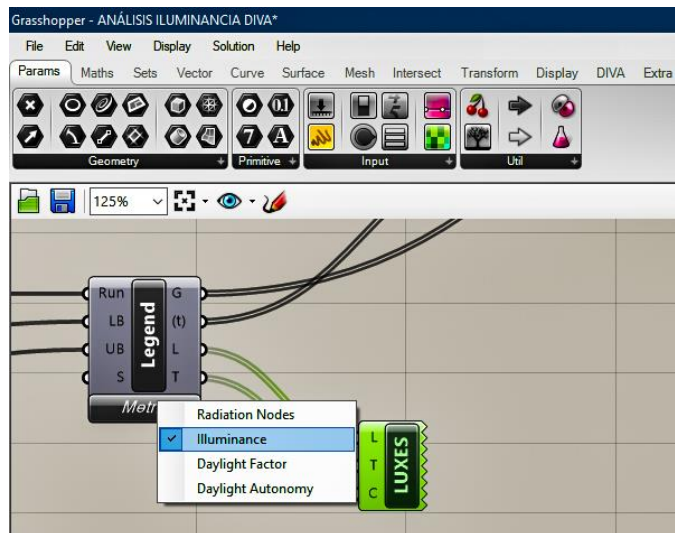 Grasshopper - ANÁLISIS ILUMINANCIA DIVA*
File Edit View Display Solution Help
Params Maths Sets Vector Curve Surface Mesh Intersect Transform Display DIVA Extra
Geometry Primitive Input Util
125%
Run G
LB (t)
UB L
S T
Legend
Metr
Radiation Nodes
Illuminance
Daylight Factor
Daylight Autonomy
L
T
C
LUXES